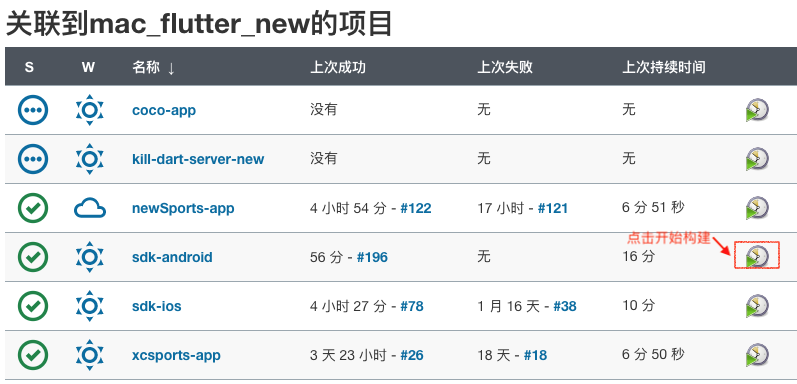 关联到mac_flutter_new的项目
S W 名称 ↓ 上次成功 上次失败 上次持续时间
coco-app 没有 无 无
kill-dart-server-new 没有 无 无
newSports-app 4 小时 54 分 - #122 17 小时 - #121 6 分 51 秒
点击开始构建
sdk-android 56 分 - #196 无 16 分
sdk-ios 4 小时 27 分 - #78 1 月 16 天 - #38 10 分
xcsports-app 3 天 23 小时 - #26 18 天 - #18 6 分 50 秒